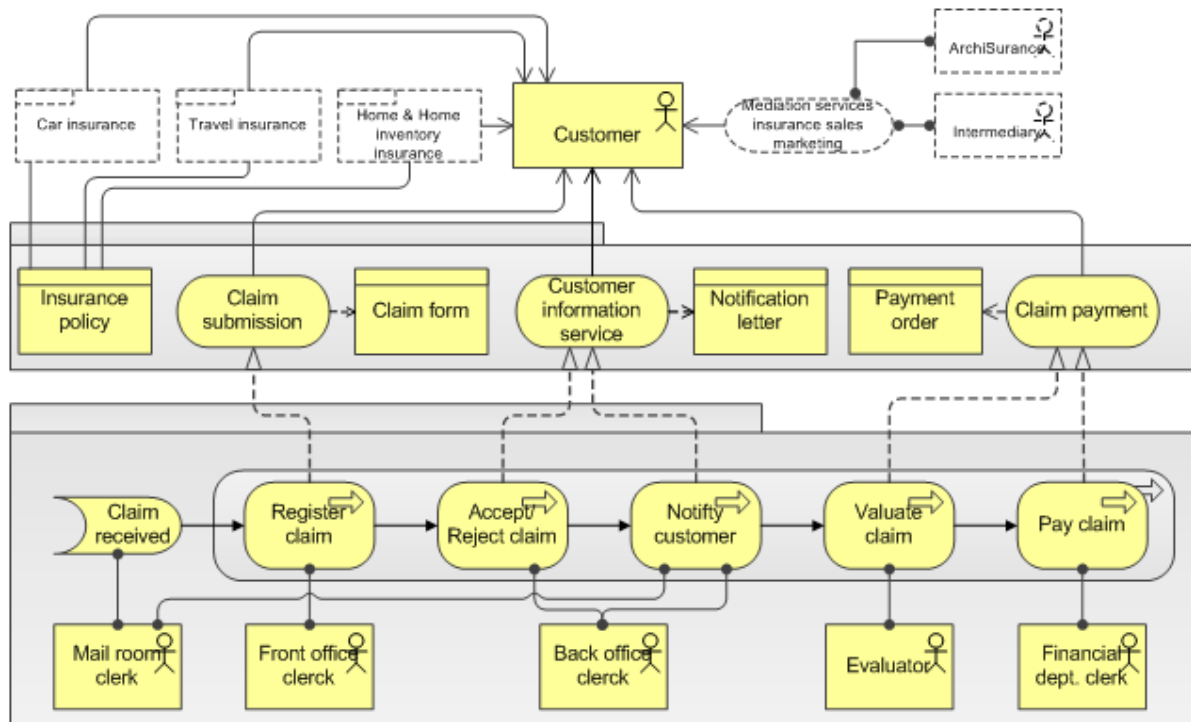 ArchiSurance
Car insurance
Travel insurance
Home & Home
inventory
insurance
Customer
Mediation services
insurance sales
marketing
Intermediary
Insurance
policy
Claim
submission
Claim form
Customer
information
service
Notification
letter
Payment
order
Claim payment
Claim
received
Register
claim
Accept/
Reject claim
Notifty
customer
Valuate
claim
Pay claim
Mail room
clerk
Front office
clerck
Back office
clerck
Evaluator
Financial
dept. clerk